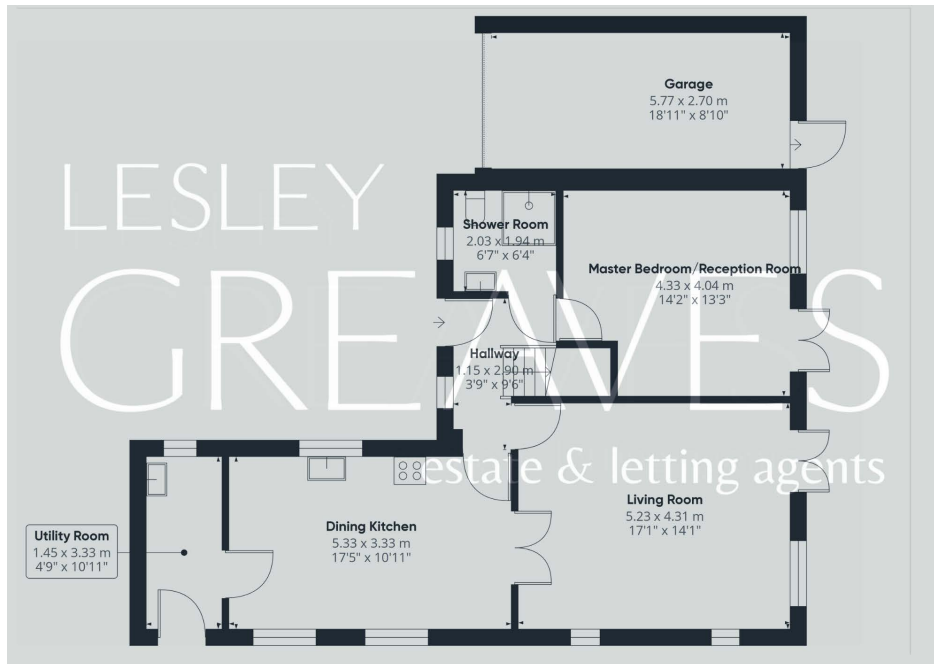 Garage
5.77 x 2.70 m
18'11" x 8'10"
LESLEY
GREAVES
estate & letting agents
Shower Room
2.03 x 1.94 m
6'7" x 6'4"
Master Bedroom/Reception Room
4.33 x 4.04 m
14'2" x 13'3"
Hallway
1.15 x 2.90 m
3'9" x 9'6"
Living Room
5.23 x 4.31 m
17'1" x 14'1"
Dining Kitchen
5.33 x 3.33 m
17'5" x 10'11"
Utility Room
1.45 x 3.33 m
4'9" x 10'11"